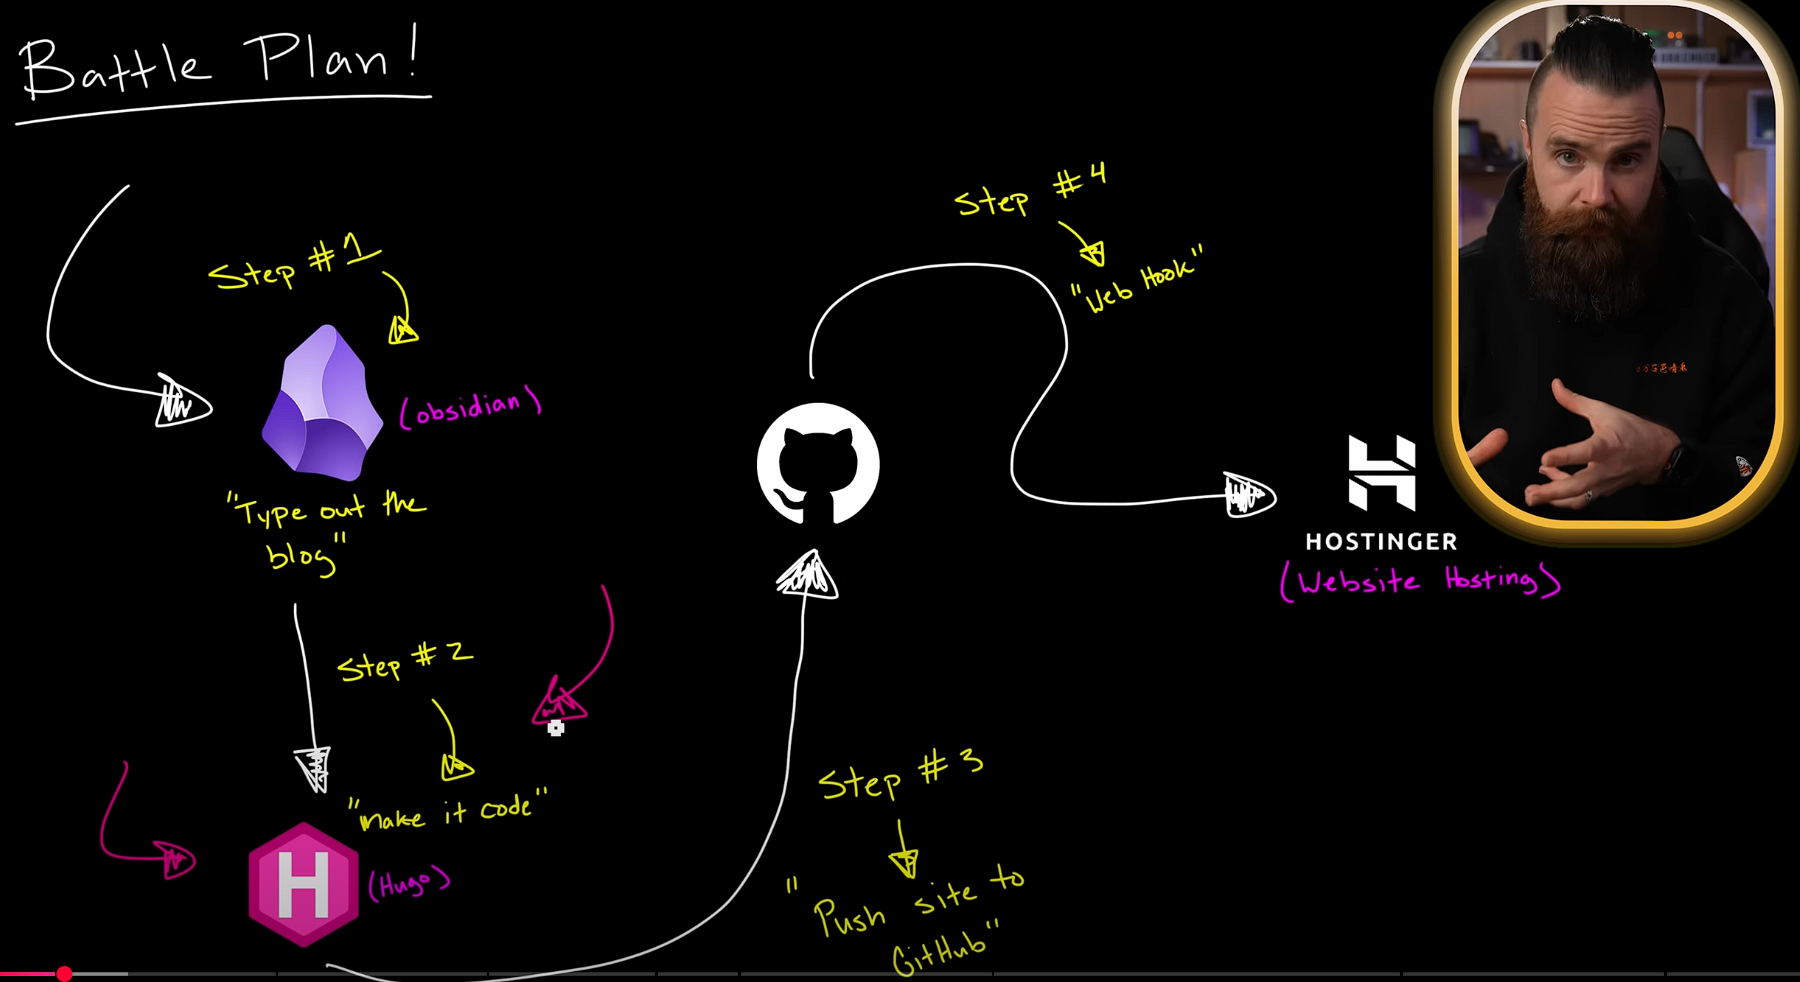 Battle Plan!
Step #1
(obsidian)
"Type out the
blog"
Step #2
"make it code"
H
(Hugo)
Step #3
"Push site to
GitHub"
Step #4
"Web Hook"
HOSTINGER
(Website Hosting)